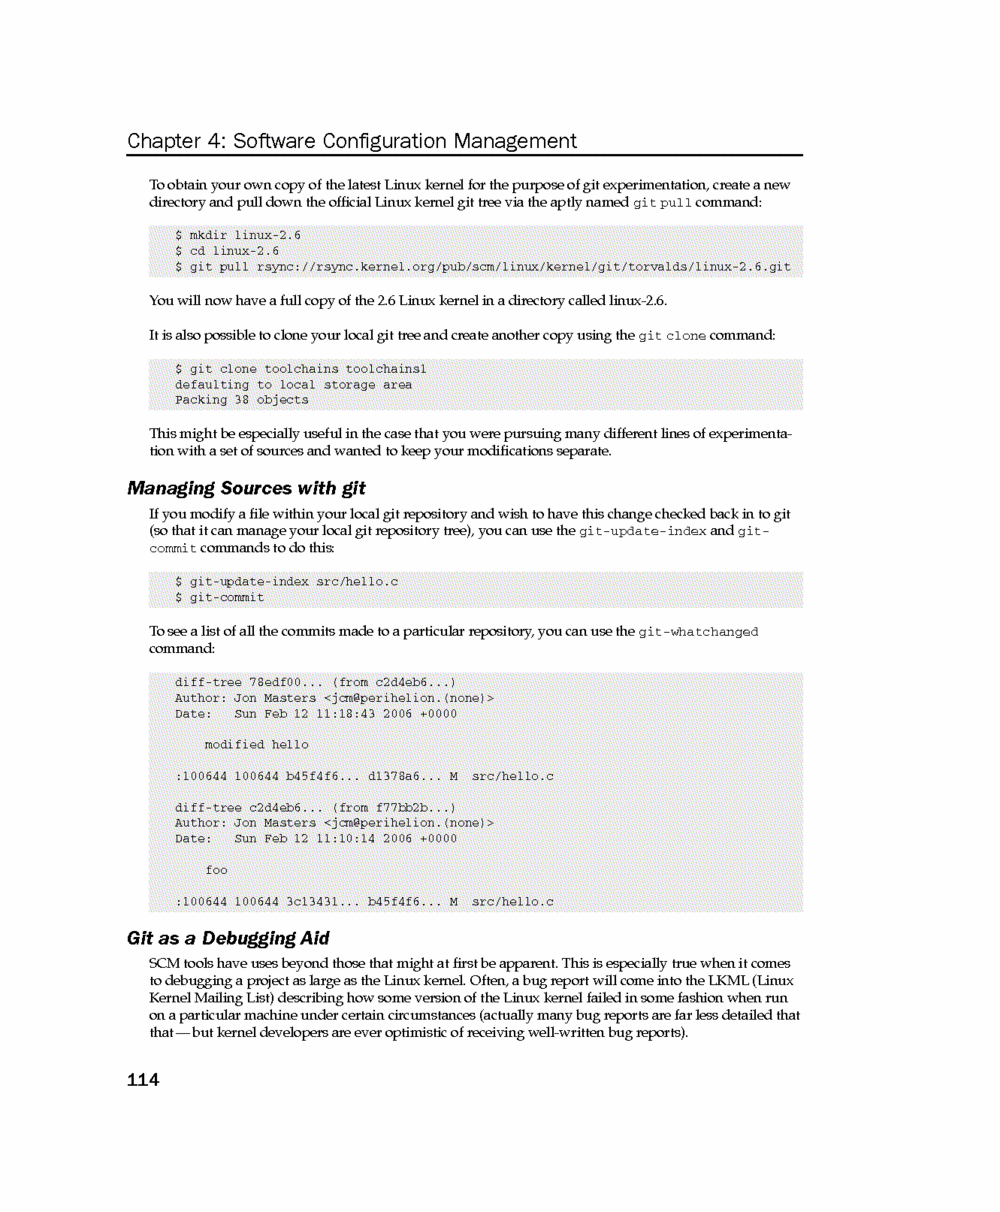 Chapter 4: Software Configuration Management
To obtain your own copy of the latest Linux kernel for the purpose of git experimentation, create a new
directory and pull down the official Linux kernel git tree via the aptly named git pull command:
$ mkdir linux-2.6
$ cd linux-2.6
$ git pull rsync://rsync.kernel.org/pub/scm/linux/kernel/git/torvalds/linux-2.6.git
You will now have a full copy of the 2.6 Linux kernel in a directory called linux-2.6.
It is also possible to clone your local git tree and create another copy using the git clone command:
$ git clone toolchains toolchains1
defaulting to local storage area
Packing 38 objects
This might be especially useful in the case that you were pursuing many different lines of experimenta-
tion with a set of sources and wanted to keep your modifications separate.
Managing Sources with git
If you modify a file within your local git repository and wish to have this change checked back in to git
(so that it can manage your local git repository tree), you can use the git-update-index and git-
commit commands to do this:
$ git-update-index src/hello.c
$ git-commit
To see a list of all the commits made to a particular repository, you can use the git-whatchanged
command:
diff-tree 78edf00... (from c2d4eb6...)
Author: Jon Masters <jcm@perihelion.(none)>
Date:   Sun Feb 12 11:18:43 2006 +0000
modified hello
:100644 100644 b45f4f6... d1378a6... M  src/hello.c
diff-tree c2d4eb6... (from f77bb2b...)
Author: Jon Masters <jcm@perihelion.(none)>
Date:   Sun Feb 12 11:10:14 2006 +0000
foo
:100644 100644 3c13431... b45f4f6... M  src/hello.c
Git as a Debugging Aid
SCM tools have uses beyond those that might at first be apparent. This is especially true when it comes
to debugging a project as large as the Linux kernel. Often, a bug report will come into the LKML (Linux
Kernel Mailing List) describing how some version of the Linux kernel failed in some fashion when run
on a particular machine under certain circumstances (actually many bug reports are far less detailed that
that — but kernel developers are ever optimistic of receiving well-written bug reports).
114